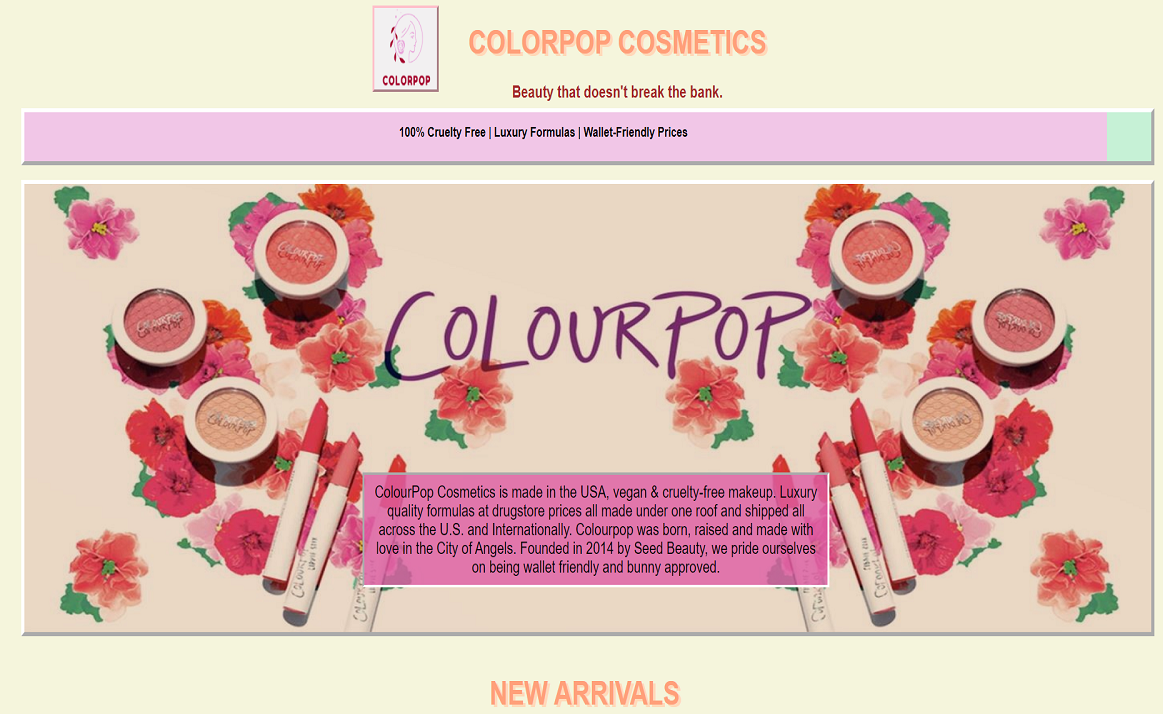 COLORPOP
COLORPOP COSMETICS
Beauty that doesn't break the bank.
100% Cruelty Free | Luxury Formulas | Wallet-Friendly Prices
COLOURPOP
COLOURPOP
COLOURPOP
COLOURPOP
ColourPop Cosmetics is made in the USA, vegan & cruelty-free makeup. Luxury
quality formulas at drugstore prices all made under one roof and shipped all
across the U.S. and Internationally. Colourpop was born, raised and made with
love in the City of Angels. Founded in 2014 by Seed Beauty, we pride ourselves
on being wallet friendly and bunny approved.
NEW ARRIVALS